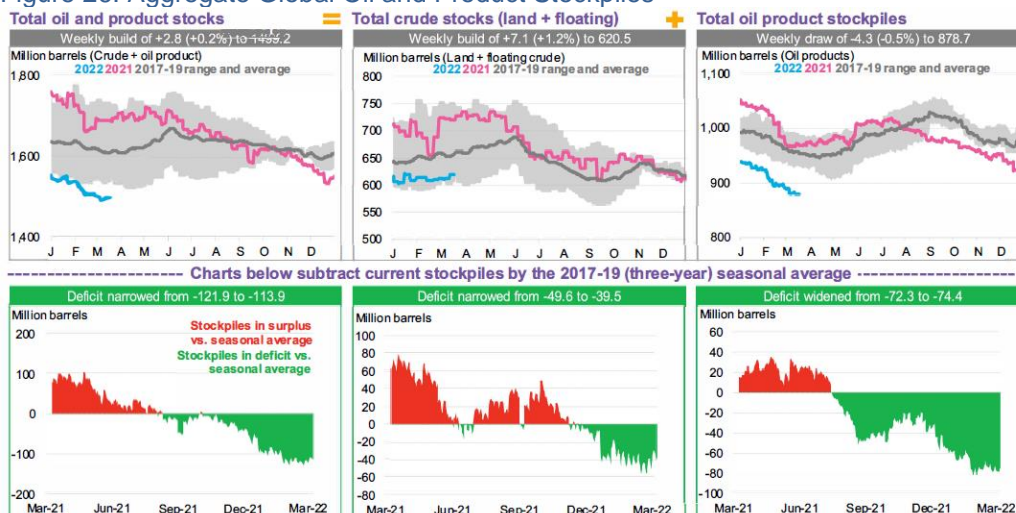 Total oil and product stocks
=
Total crude stocks (land + floating)
+
Total oil product stockpiles
Weekly build of +2.8 (+0.2%) to 1499.2
Weekly build of +7.1 (+1.2%) to 620.5
Weekly draw of -4.3 (-0.5%) to 878.7
Million barrels (Crude + oil product)
2022 2021 2017-19 range and average
1,800
1,600
1,400
J F M A M J J A S O N D
Million barrels (Land + floating crude)
2022 2021 2017-19 range and average
800
750
700
650
600
550
500
J F M A M J J A S O N D
Million barrels (Oil products)
2022 2021 2017-19 range and average
1,100
1,000
900
800
J F M A M J J A S O N D
Charts below subtract current stockpiles by the 2017-19 (three-year) seasonal average
Deficit narrowed from -121.9 to -113.9
Million barrels
Stockpiles in surplus
vs. seasonal average
Stockpiles in deficit vs.
seasonal average
200
100
0
-100
-200
Mar-21 Jun-21 Sep-21 Dec-21 Mar-22
Deficit narrowed from -49.6 to -39.5
Million barrels
100
80
60
40
20
0
-20
-40
-60
-80
Mar-21 Jun-21 Sep-21 Dec-21 Mar-22
Deficit widened from -72.3 to -74.4
Million barrels
60
40
20
0
-20
-40
-60
-80
-100
Mar-21 Jun-21 Sep-21 Dec-21 Mar-22